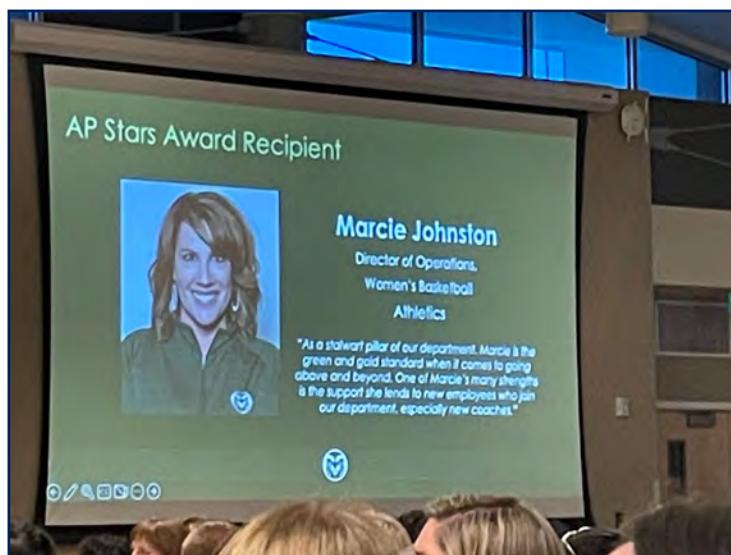 AP Stars Award Recipient
Marcie Johnston
Director of Operations,
Women's Basketball
Athletics
"As a stalwart pillar of our department, Marcie is the
green and gold standard when it comes to going
above and beyond. One of Marcie's many strengths
is the support she lends to new employees who join
our department, especially new coaches."